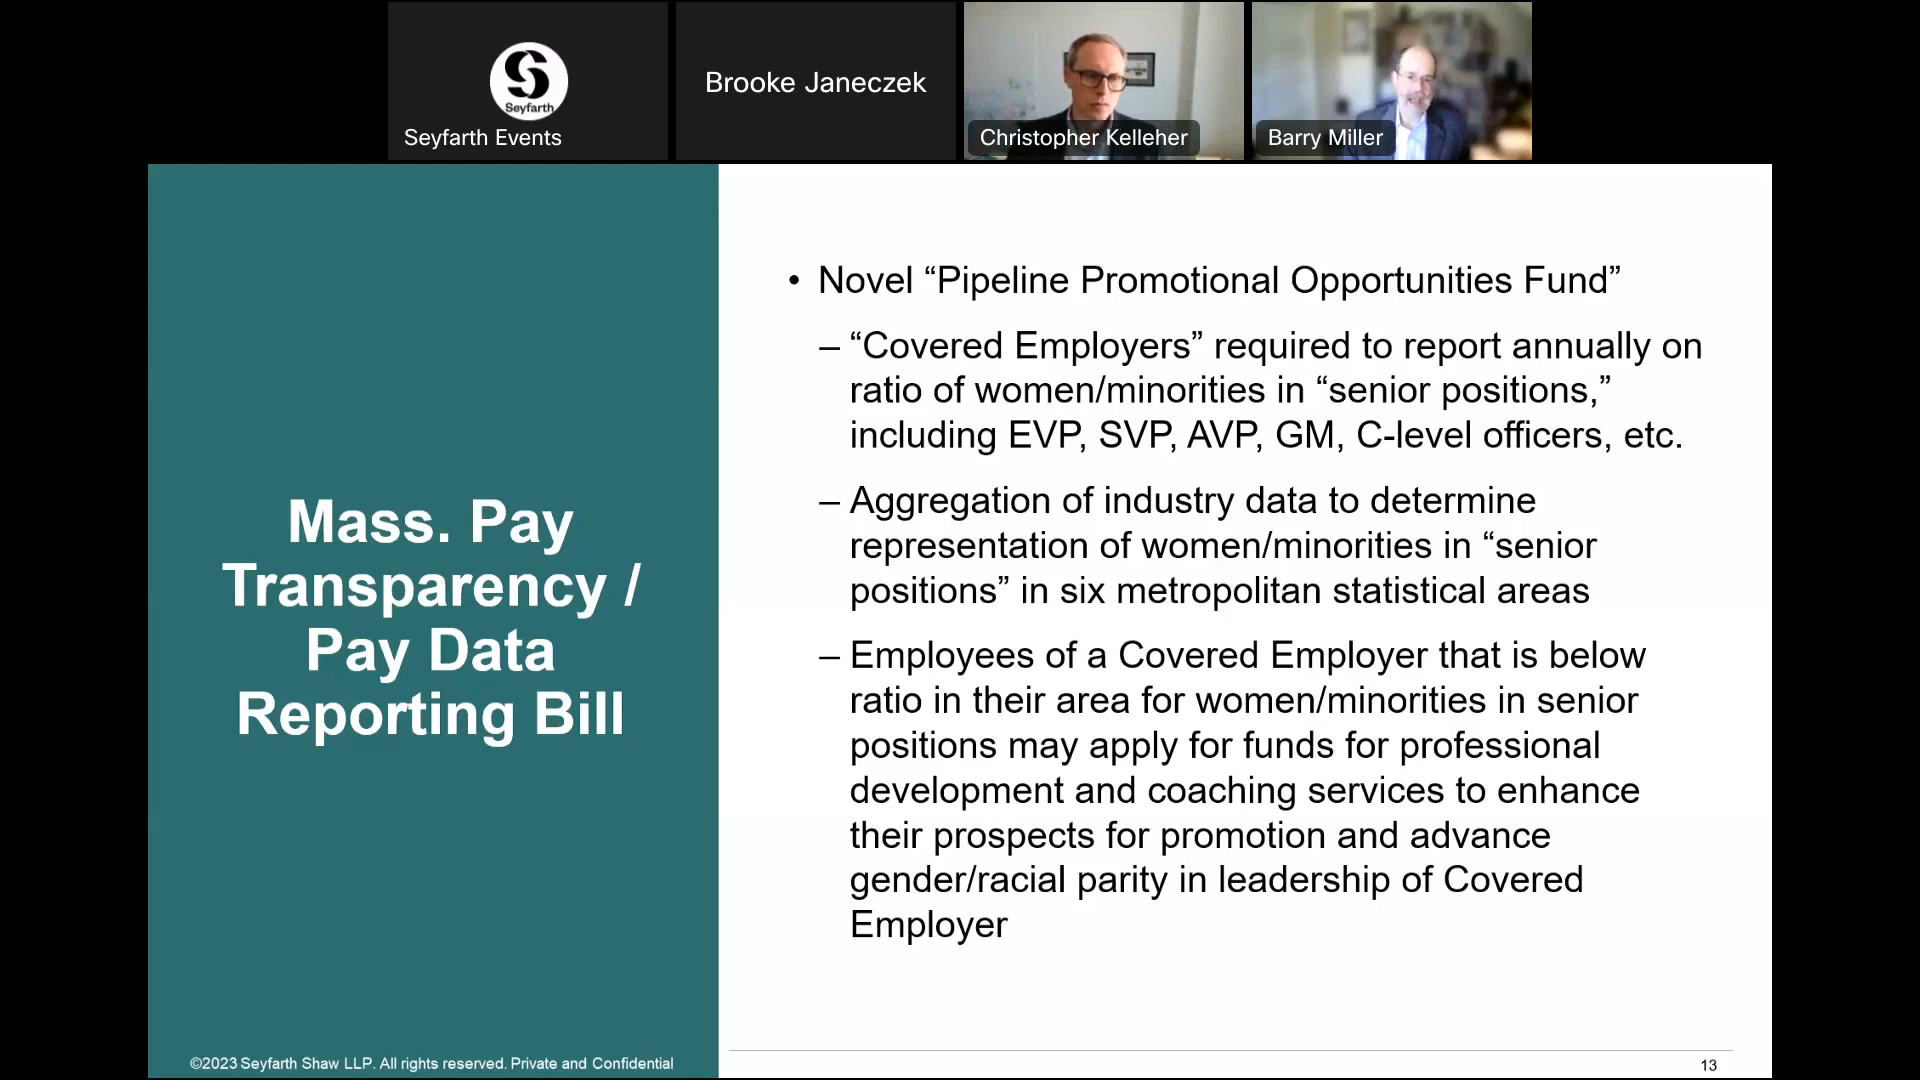 Seyfarth
Seyfarth Events
Brooke Janeczek
Christopher Kelleher
Barry Miller
Mass. Pay
Transparency /
Pay Data
Reporting Bill
• Novel “Pipeline Promotional Opportunities Fund”
– “Covered Employers” required to report annually on
ratio of women/minorities in “senior positions,”
including EVP, SVP, AVP, GM, C-level officers, etc.
– Aggregation of industry data to determine
representation of women/minorities in “senior
positions” in six metropolitan statistical areas
– Employees of a Covered Employer that is below
ratio in their area for women/minorities in senior
positions may apply for funds for professional
development and coaching services to enhance
their prospects for promotion and advance
gender/racial parity in leadership of Covered
Employer
©2023 Seyfarth Shaw LLP. All rights reserved. Private and Confidential
13